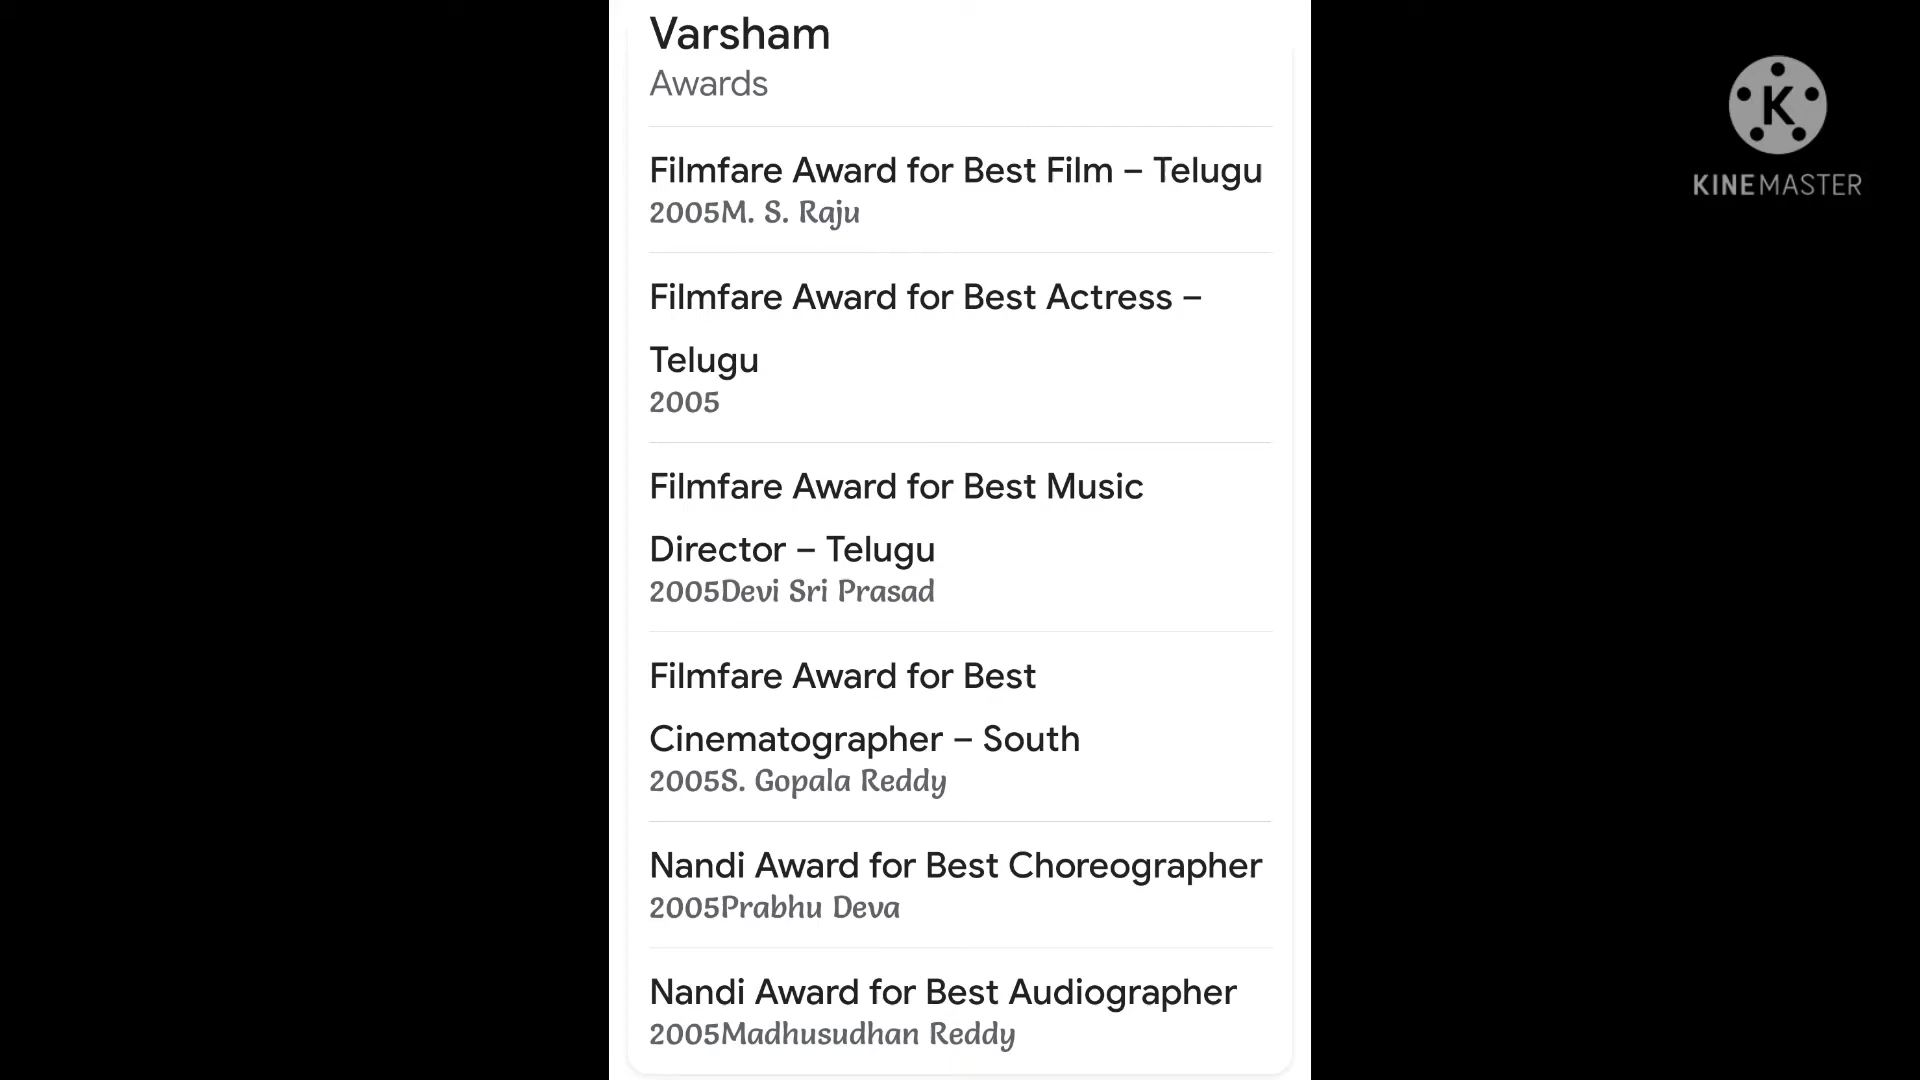 Varsham
Awards
Filmfare Award for Best Film – Telugu
2005M. S. Raju
Filmfare Award for Best Actress –
Telugu
2005
Filmfare Award for Best Music
Director – Telugu
2005Devi Sri Prasad
Filmfare Award for Best
Cinematographer – South
2005S. Gopala Reddy
Nandi Award for Best Choreographer
2005Prabhu Deva
Nandi Award for Best Audiographer
2005Madhusudhan Reddy
K
KINEMASTER